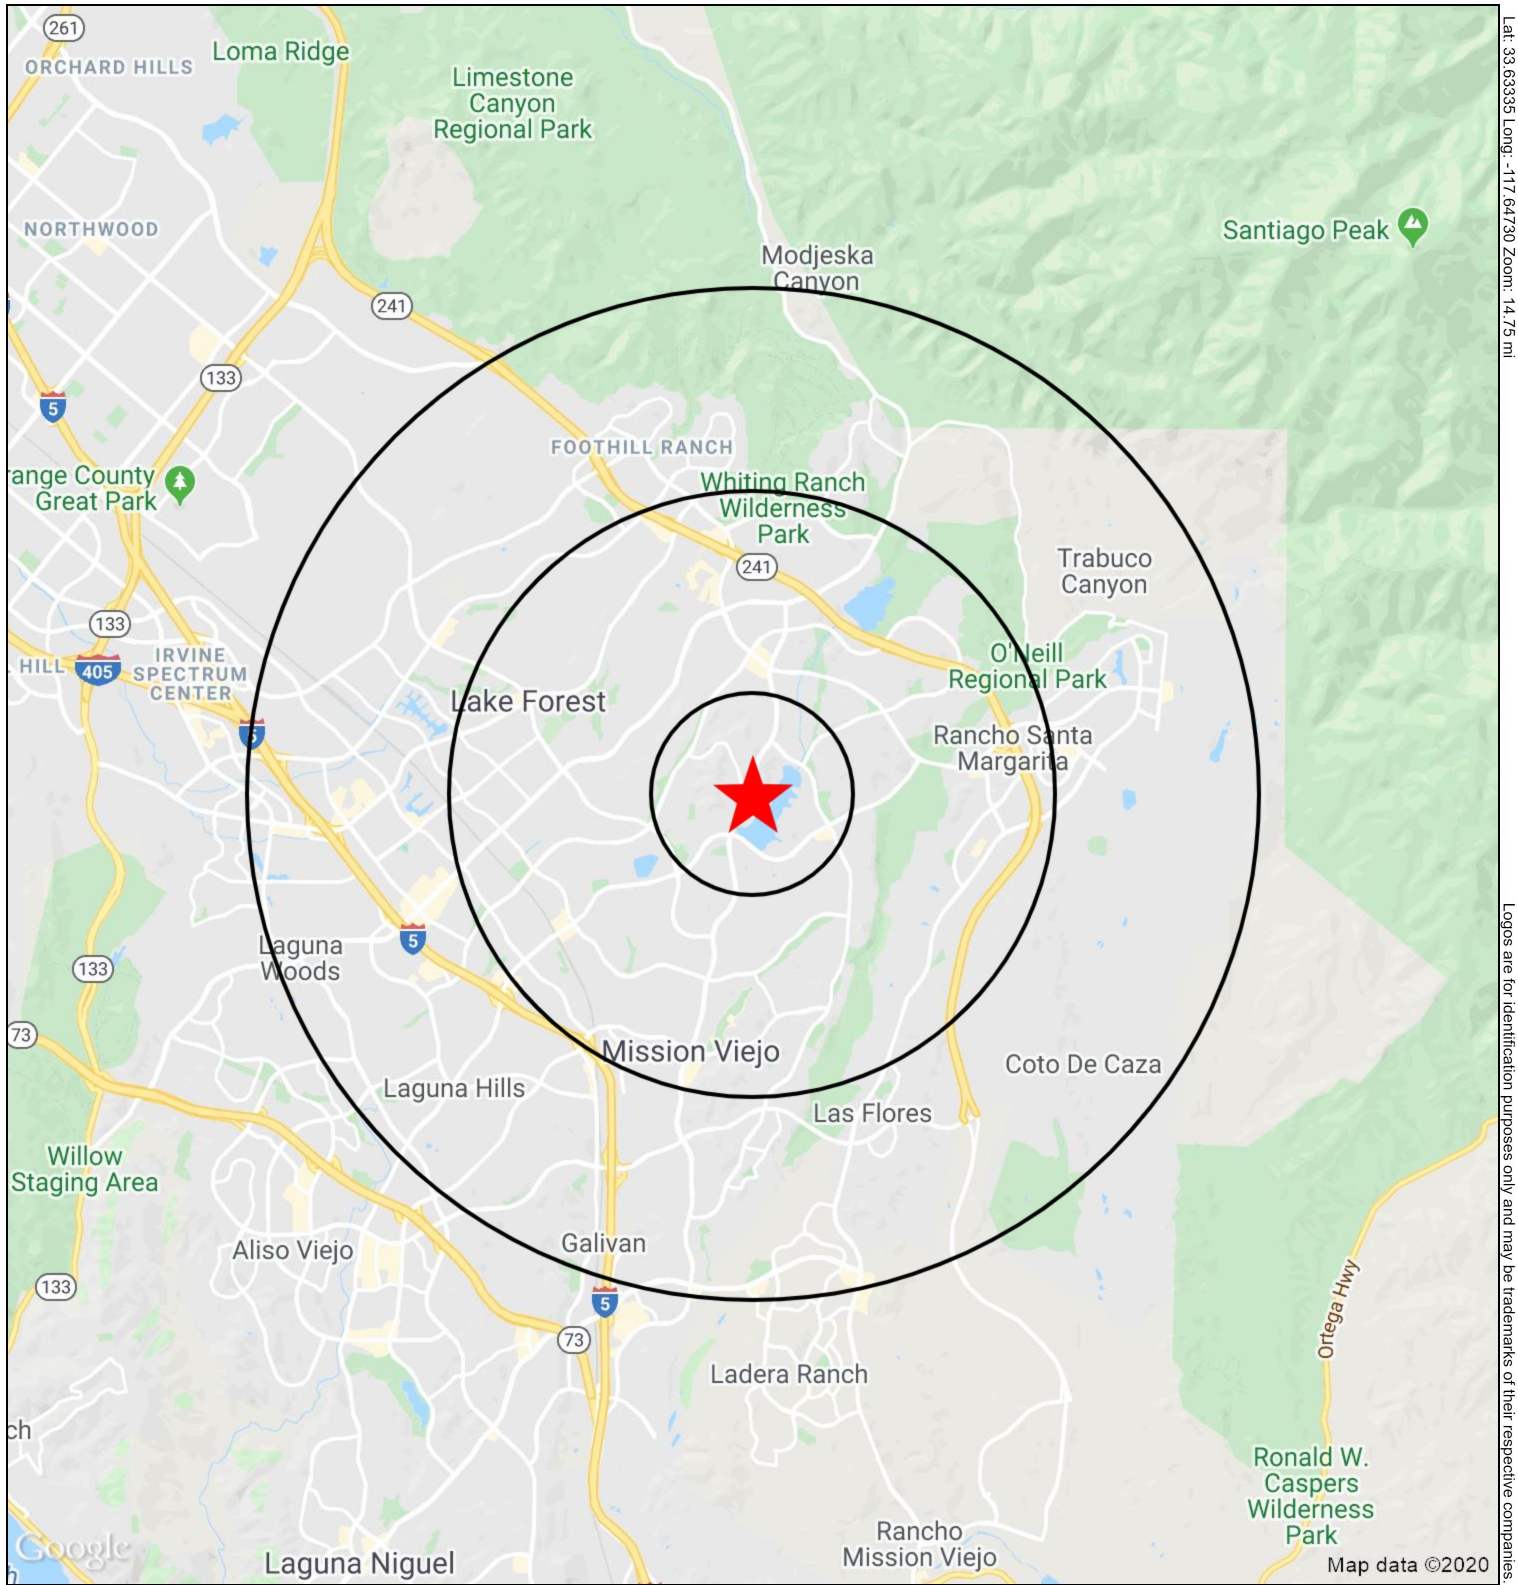 261
ORCHARD HILLS
Loma Ridge
Limestone
Canyon
Regional Park
NORTHWOOD
Santiago Peak
Modjeska
Canyon
241
133
5
FOOTHILL RANCH
range County
Great Park
Whiting Ranch
Wilderness
Park
241
Trabuco
Canyon
133
HILL
405
IRVINE
SPECTRUM
CENTER
O'Neill
Regional Park
Lake Forest
5
Rancho Santa
Margarita
5
Laguna
Woods
133
73
Mission Viejo
Coto De Caza
Laguna Hills
Las Flores
Willow
Staging Area
Galivan
Aliso Viejo
133
5
73
Ortega Hwy
Ladera Ranch
ch
Ronald W.
Caspers
Wilderness
Park
Rancho
Mission Viejo
Google
Laguna Niguel
h
Map data ©2020
Lat: 33.63335 Long: -117.64730 Zoom: 14.75 mi
Logos are for identification purposes only and may be trademarks of their respective companies.